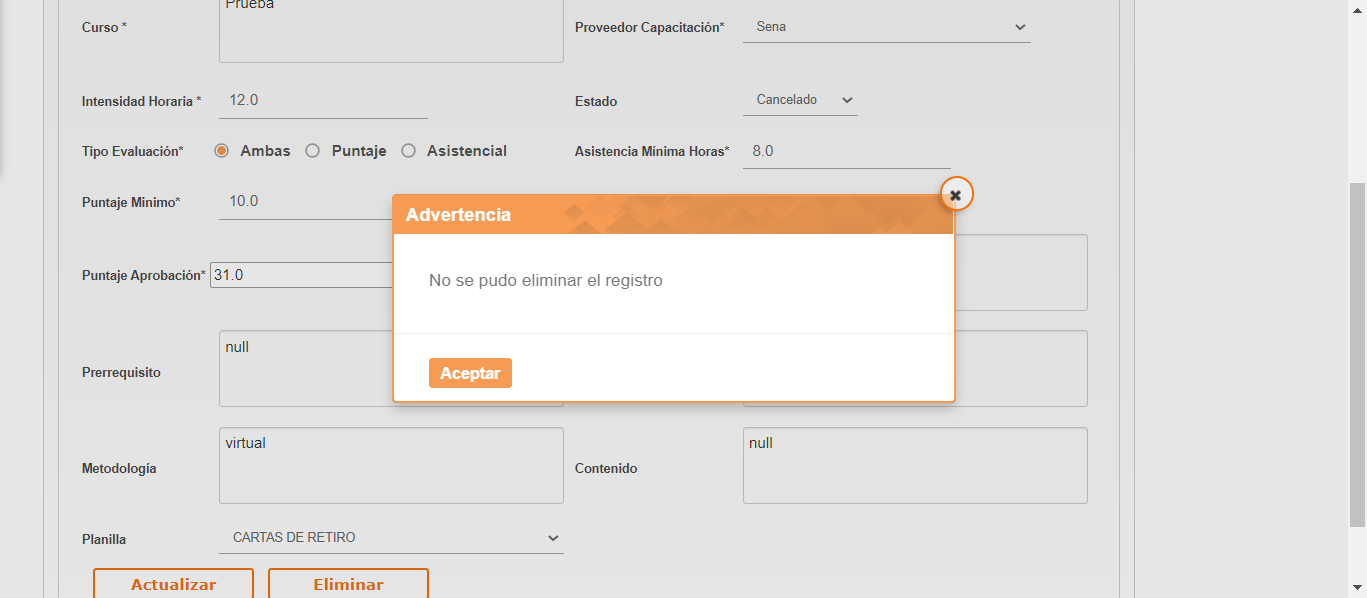 Prueba
Curso *
Proveedor Capacitación*
Sena
Intensidad Horaria *
12.0
Estado
Cancelado
Tipo Evaluación*
Ambas
Puntaje
Asistencial
Asistencia Mínima Horas*
8.0
Puntaje Minimo*
10.0
Advertencia
No se pudo eliminar el registro
Aceptar
Puntaje Aprobación*
31.0
Prerrequisito
null
Metodología
virtual
Contenido
null
Planilla
CARTAS DE RETIRO
Actualizar
Eliminar